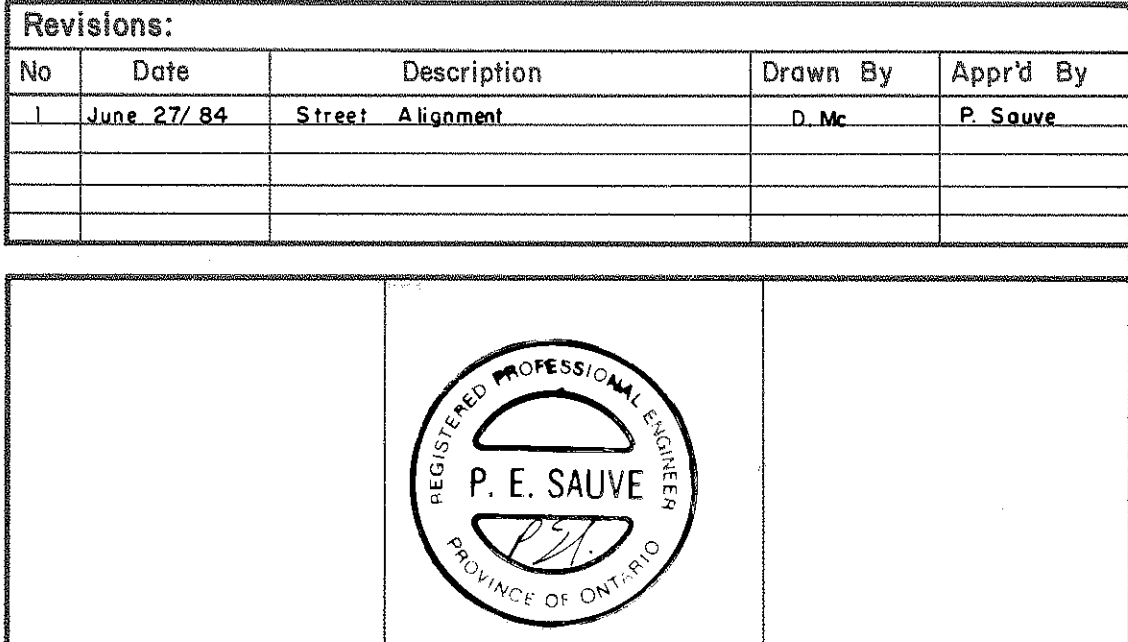 Revisions:
No Date Description Drawn By Appr'd By
1 June 27/84 Street Alignment D. Mc P. Sauve
REGISTERED PROFESSIONAL ENGINEER
P. E. SAUVE
PROVINCE OF ONTARIO